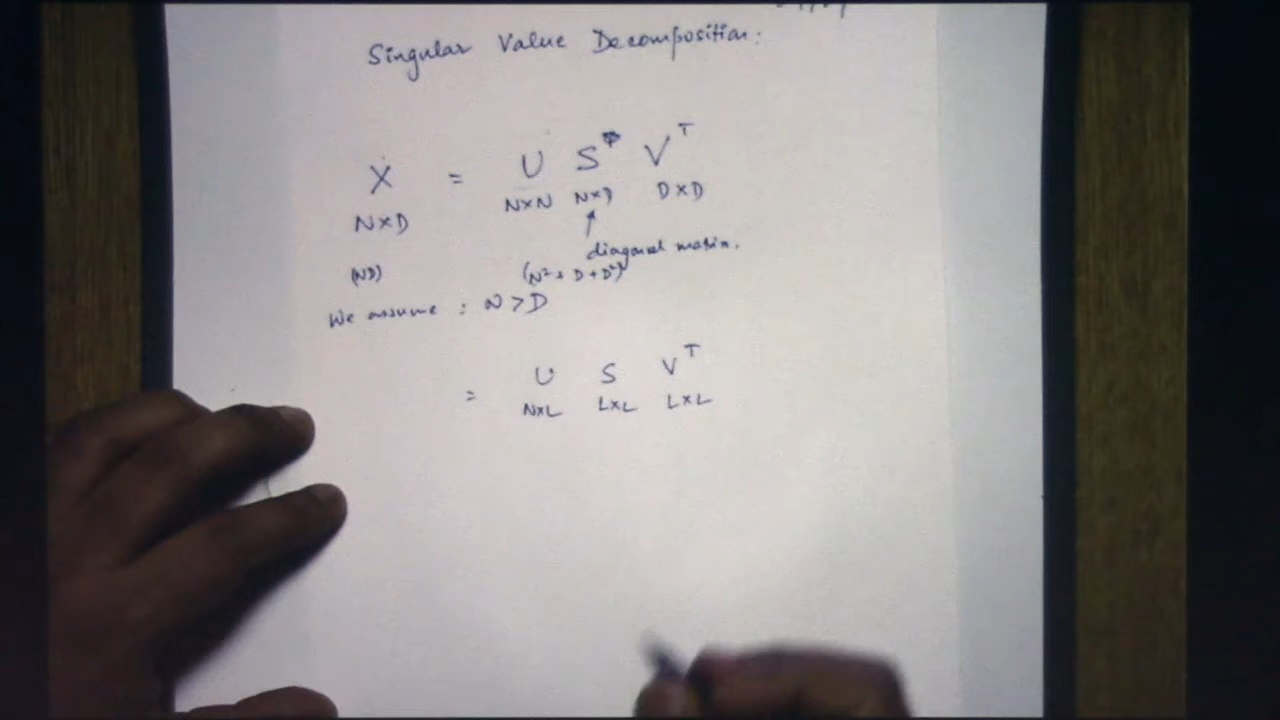 Singular Value Decomposition:
X = U S V^T
N×D N×N N×D D×D
diagonal matrix.
(ND) (N² + D + D²)
We assume : N > D
= U S V^T
N×L L×L L×L